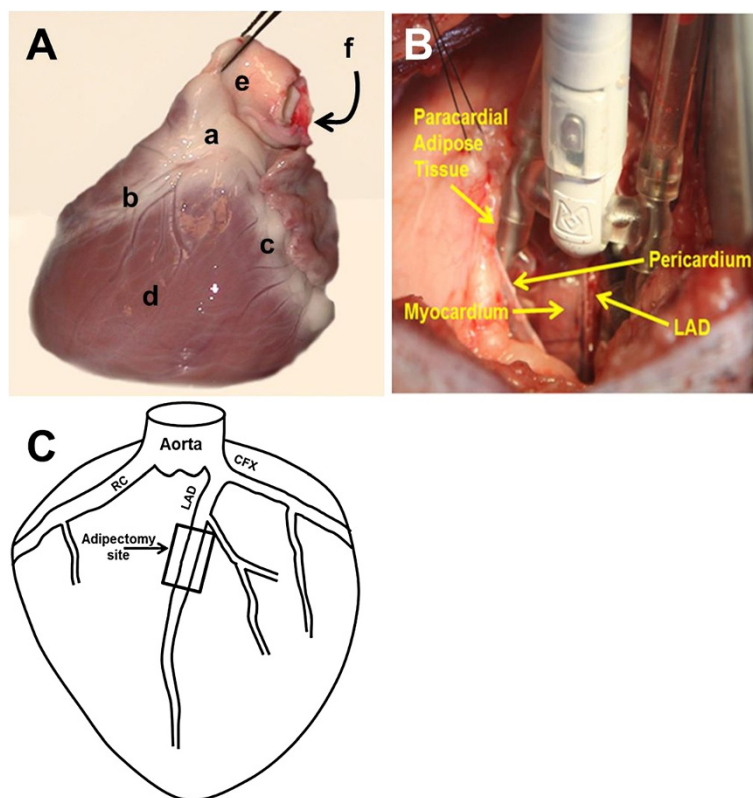 A
f
e
a
b
c
d
B
Paracardial
Adipose
Tissue
Pericardium
Myocardium
LAD
C
Aorta
CFX
RC
LAD
Adipectomy
site